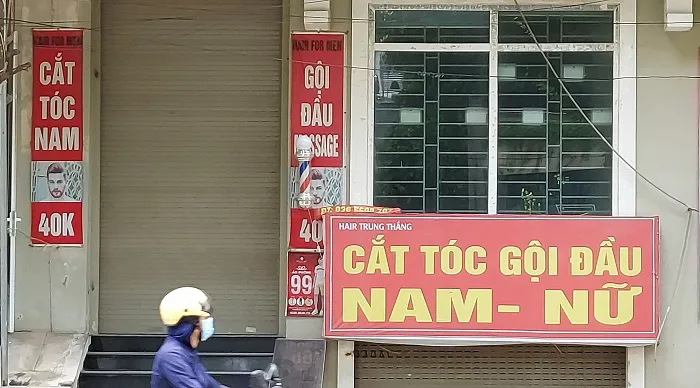 HAIR FOR MEN
CẮT
TÓC
NAM
40K
HAIR FOR MEN
GỘI
ĐẦU
MASSAGE
40
99
HAIR TRUNG THẮNG
CẮT TÓC GỘI ĐẦU
NAM- NỮ